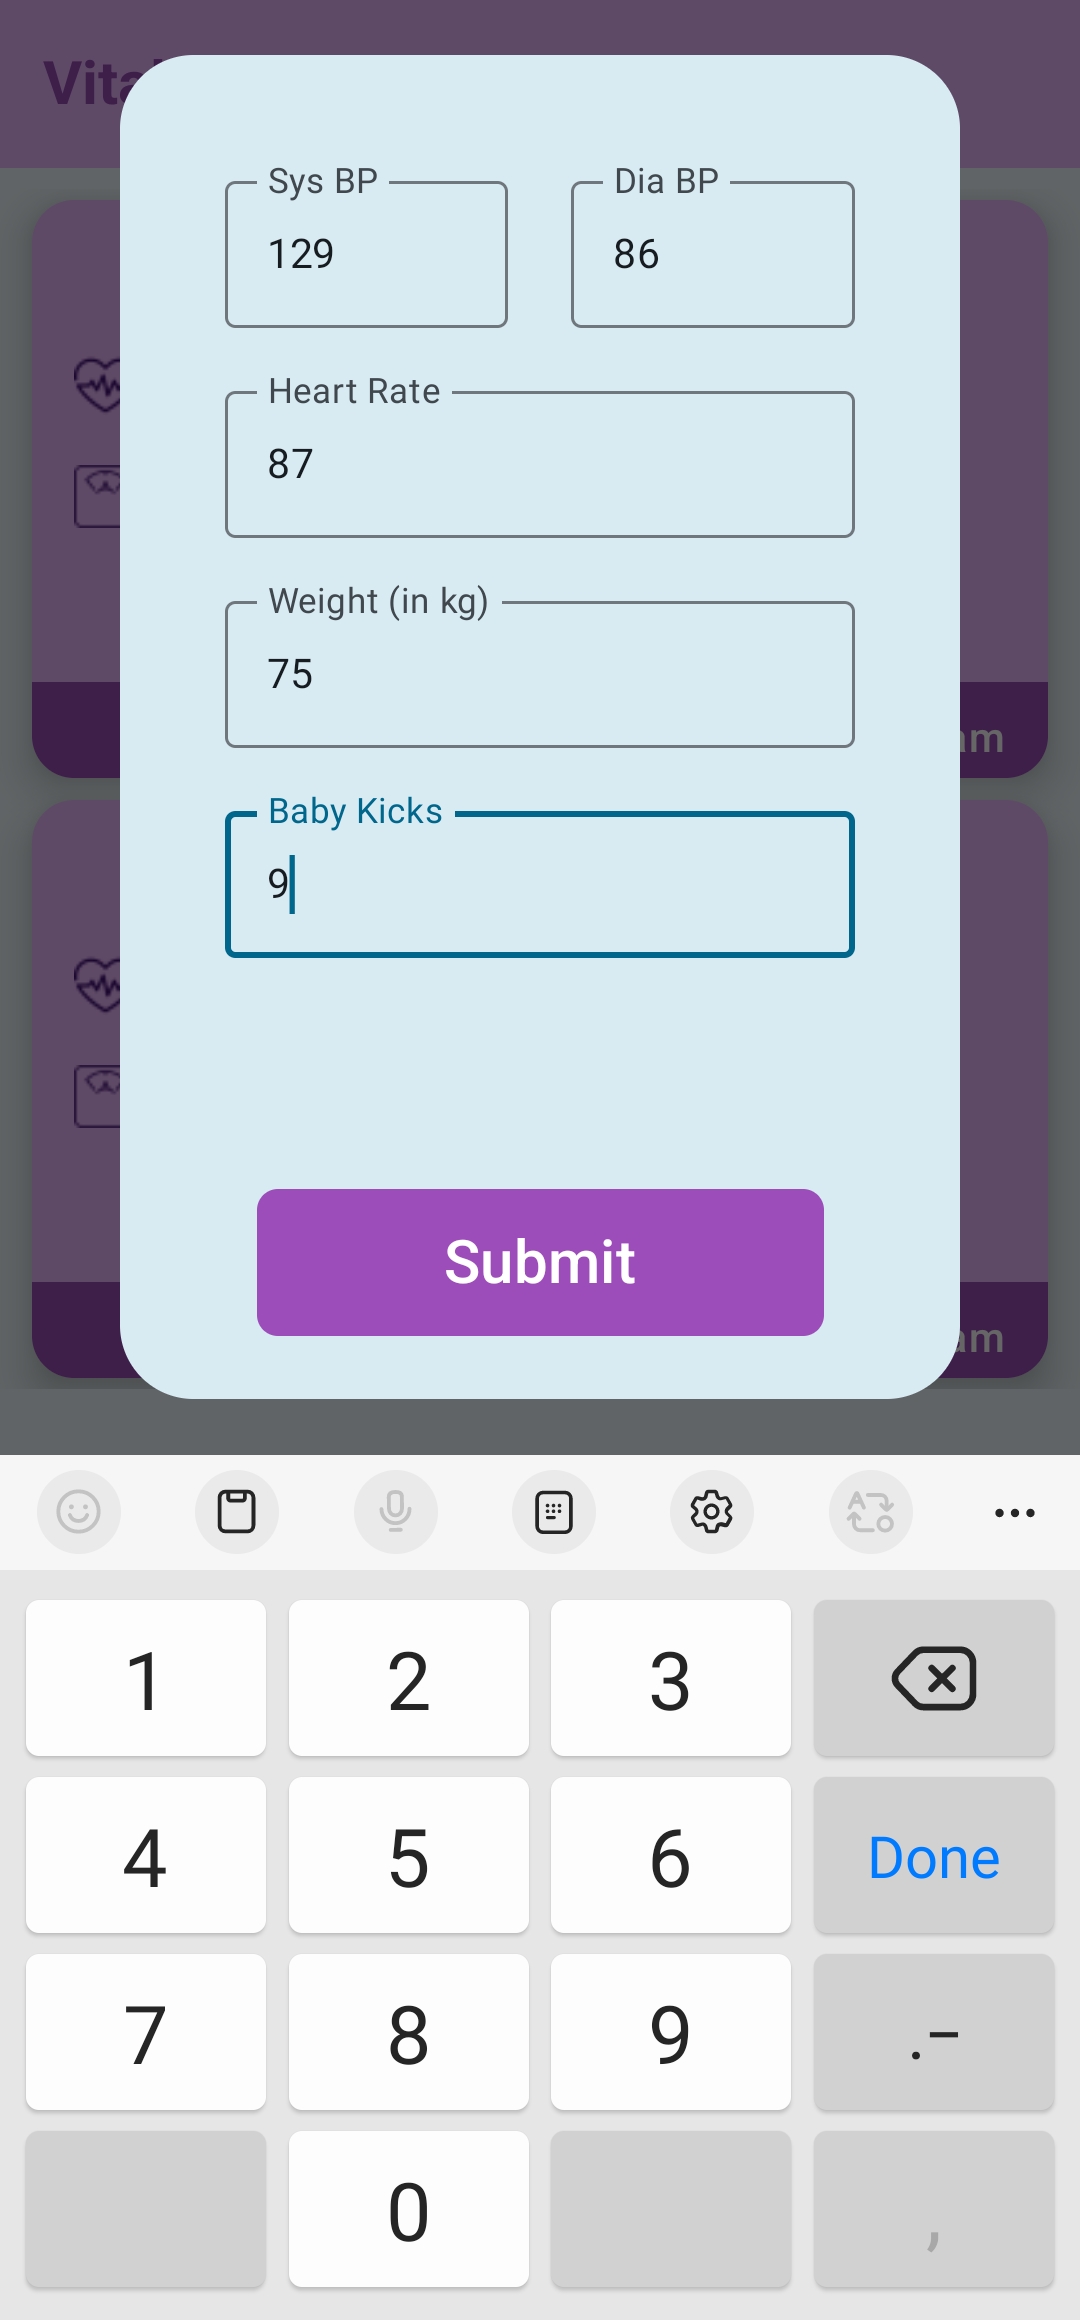 Sys BP
Dia BP
129
86
Heart Rate
87
Weight (in kg)
75
Baby Kicks
9
Submit
1 2 3
4 5 6 Done
7 8 9 .-
0 ,